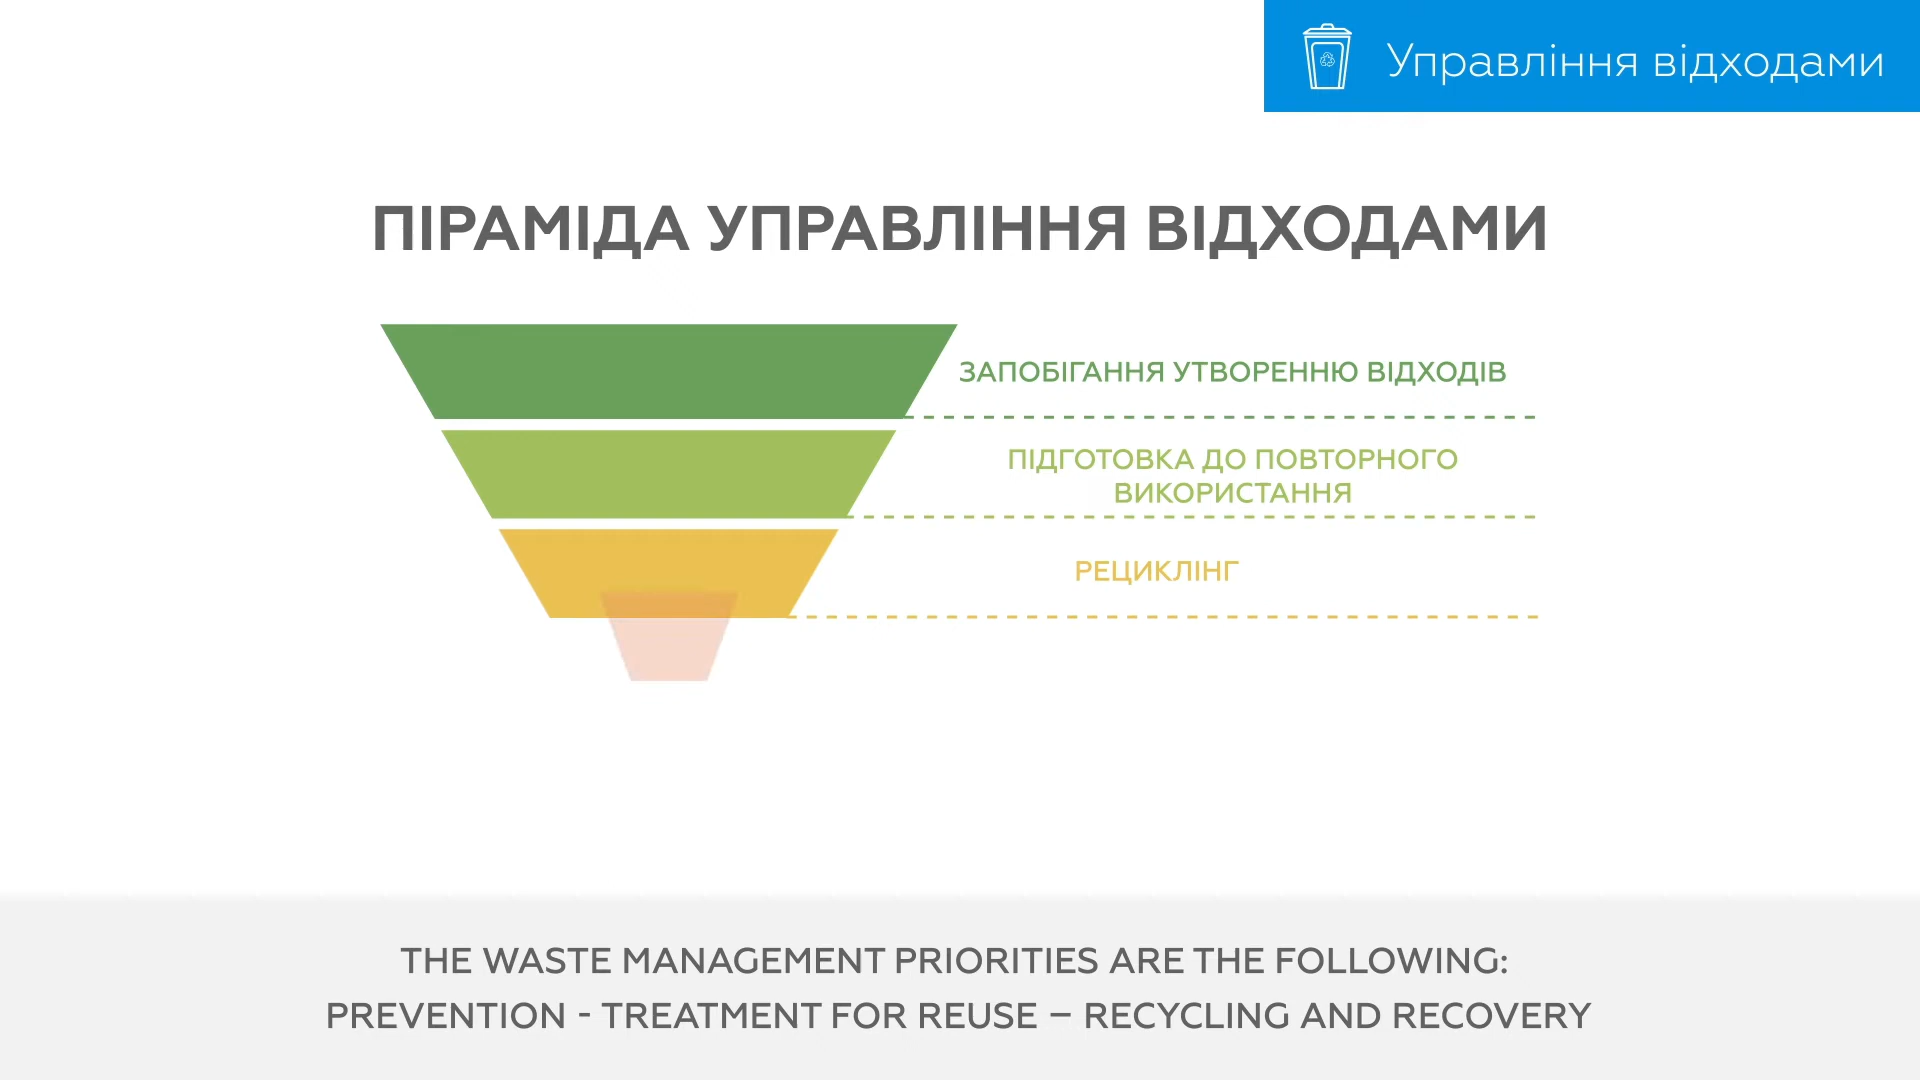 Управління відходами
ПІРАМІДА УПРАВЛІННЯ ВІДХОДАМИ
ЗАПОБІГАННЯ УТВОРЕННЮ ВІДХОДІВ
ПІДГОТОВКА ДО ПОВТОРНОГО
ВИКОРИСТАННЯ
РЕЦИКЛІНГ
THE WASTE MANAGEMENT PRIORITIES ARE THE FOLLOWING:
PREVENTION - TREATMENT FOR REUSE – RECYCLING AND RECOVERY